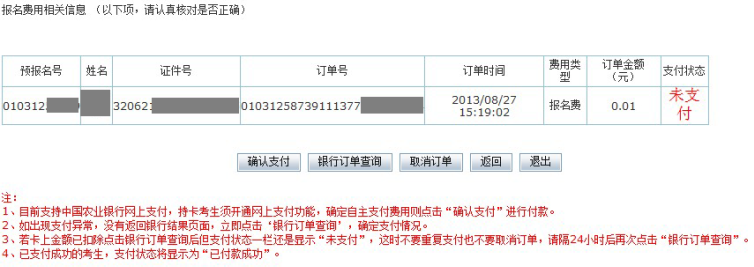 报名费用相关信息 （以下项，请认真核对是否正确）
预报名号 姓名 证件号 订单号 订单时间 费用类型 订单金额（元） 支付状态
010312 320621 01031258739111377 2013/08/27 15:19:02 报名费 0.01 未支付
确认支付 银行订单查询 取消订单 返回 退出
注：
1、目前支持中国农业银行网上支付，持卡考生须开通网上支付功能，确定自主支付费用则点击“确认支付”进行付款。
2、如出现支付异常，没有返回银行结果页面，立即点击‘银行订单查询’，确定支付情况。
3、若卡上金额已扣除点击银行订单查询后但支付状态一栏还是显示“未支付”，这时不要重复支付也不要取消订单，请隔24小时后再次点击“银行订单查询”。
4、已支付成功的考生，支付状态将显示为“已付款成功”。